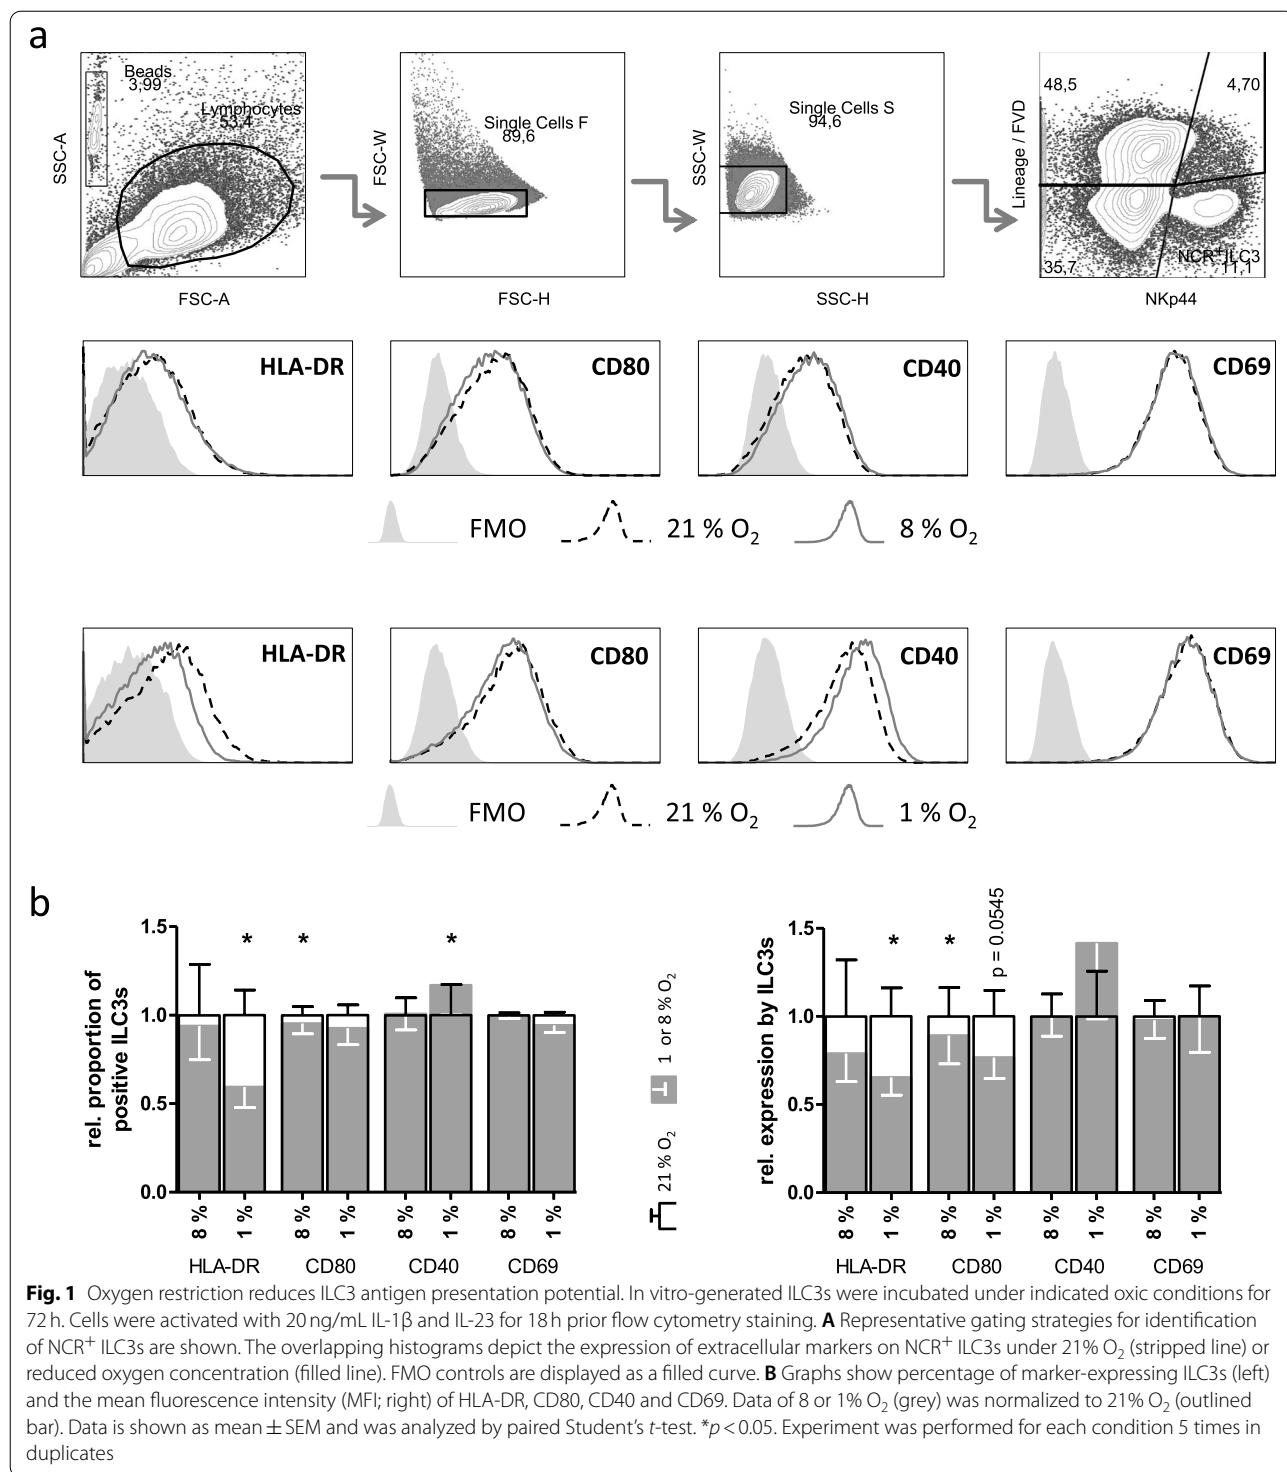 a
Beads
3,99
Lymphocytes
53,4
SSC-A
FSC-A
Single Cells F
89,6
FSC-W
FSC-H
Single Cells S
94,6
SSC-W
SSC-H
48,5
4,70
35,7
NCR+ILC3
11,1
Lineage / FVD
NKp44
HLA-DR
CD80
CD40
CD69
FMO
21 % O2
8 % O2
HLA-DR
CD80
CD40
CD69
FMO
21 % O2
1 % O2
b
rel. proportion of
positive ILC3s
1.5
1.0
0.5
0.0
*
*
*
8 %
1 %
8 %
1 %
8 %
1 %
8 %
1 %
HLA-DR
CD80
CD40
CD69
21 % O2
1 or 8 % O2
rel. expression by ILC3s
1.5
1.0
0.5
0.0
*
*
p = 0.0545
8 %
1 %
8 %
1 %
8 %
1 %
8 %
1 %
HLA-DR
CD80
CD40
CD69
Fig. 1 Oxygen restriction reduces ILC3 antigen presentation potential. In vitro-generated ILC3s were incubated under indicated oxic conditions for
72 h. Cells were activated with 20 ng/mL IL-1β and IL-23 for 18 h prior flow cytometry staining. A Representative gating strategies for identification
of NCR+ ILC3s are shown. The overlapping histograms depict the expression of extracellular markers on NCR+ ILC3s under 21% O2 (stripped line) or
reduced oxygen concentration (filled line). FMO controls are displayed as a filled curve. B Graphs show percentage of marker-expressing ILC3s (left)
and the mean fluorescence intensity (MFI; right) of HLA-DR, CD80, CD40 and CD69. Data of 8 or 1% O2 (grey) was normalized to 21% O2 (outlined
bar). Data is shown as mean ± SEM and was analyzed by paired Student's t-test. *p < 0.05. Experiment was performed for each condition 5 times in
duplicates